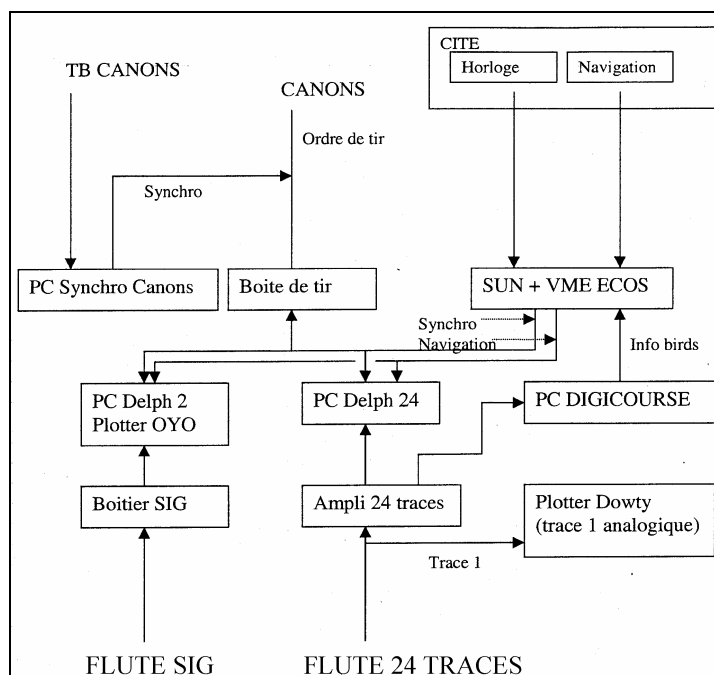 CITE
Horloge
Navigation
TB CANONS
CANONS
Ordre de tir
Synchro
PC Synchro Canons
Boite de tir
SUN + VME ECOS
Synchro
Navigation
Info birds
PC Delph 2
Plotter OYO
PC Delph 24
PC DIGICOURSE
Boitier SIG
Ampli 24 traces
Plotter Dowty
(trace 1 analogique)
Trace 1
FLUTE SIG
FLUTE 24 TRACES